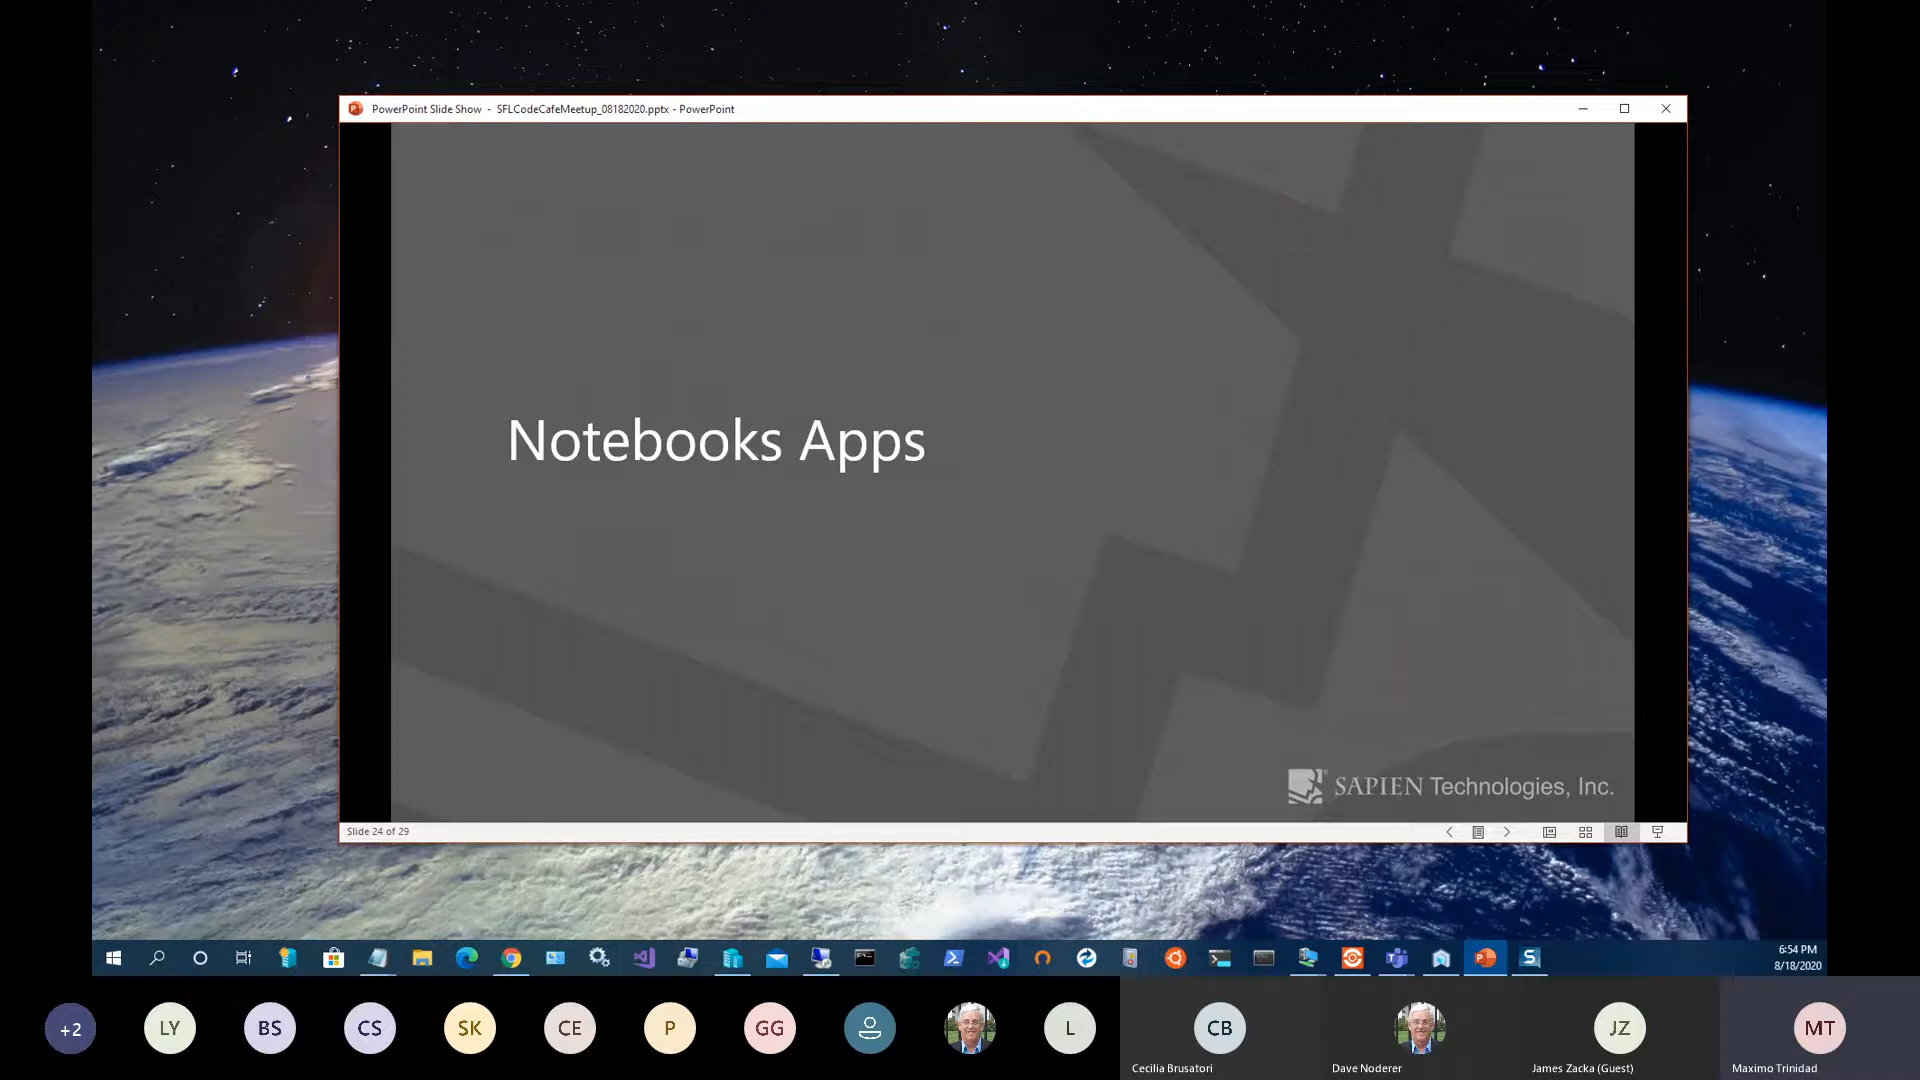 PowerPoint Slide Show - SFLCodeCafeMeetup_08182020.pptx - PowerPoint
Notebooks Apps
SAPIEN Technologies, Inc.
Slide 24 of 29
6:54 PM
8/18/2020
+2
LY
BS
CS
SK
CE
P
GG
L
CB
JZ
MT
Cecilia Brusatori
Dave Noderer
James Zacka (Guest)
Maximo Trinidad